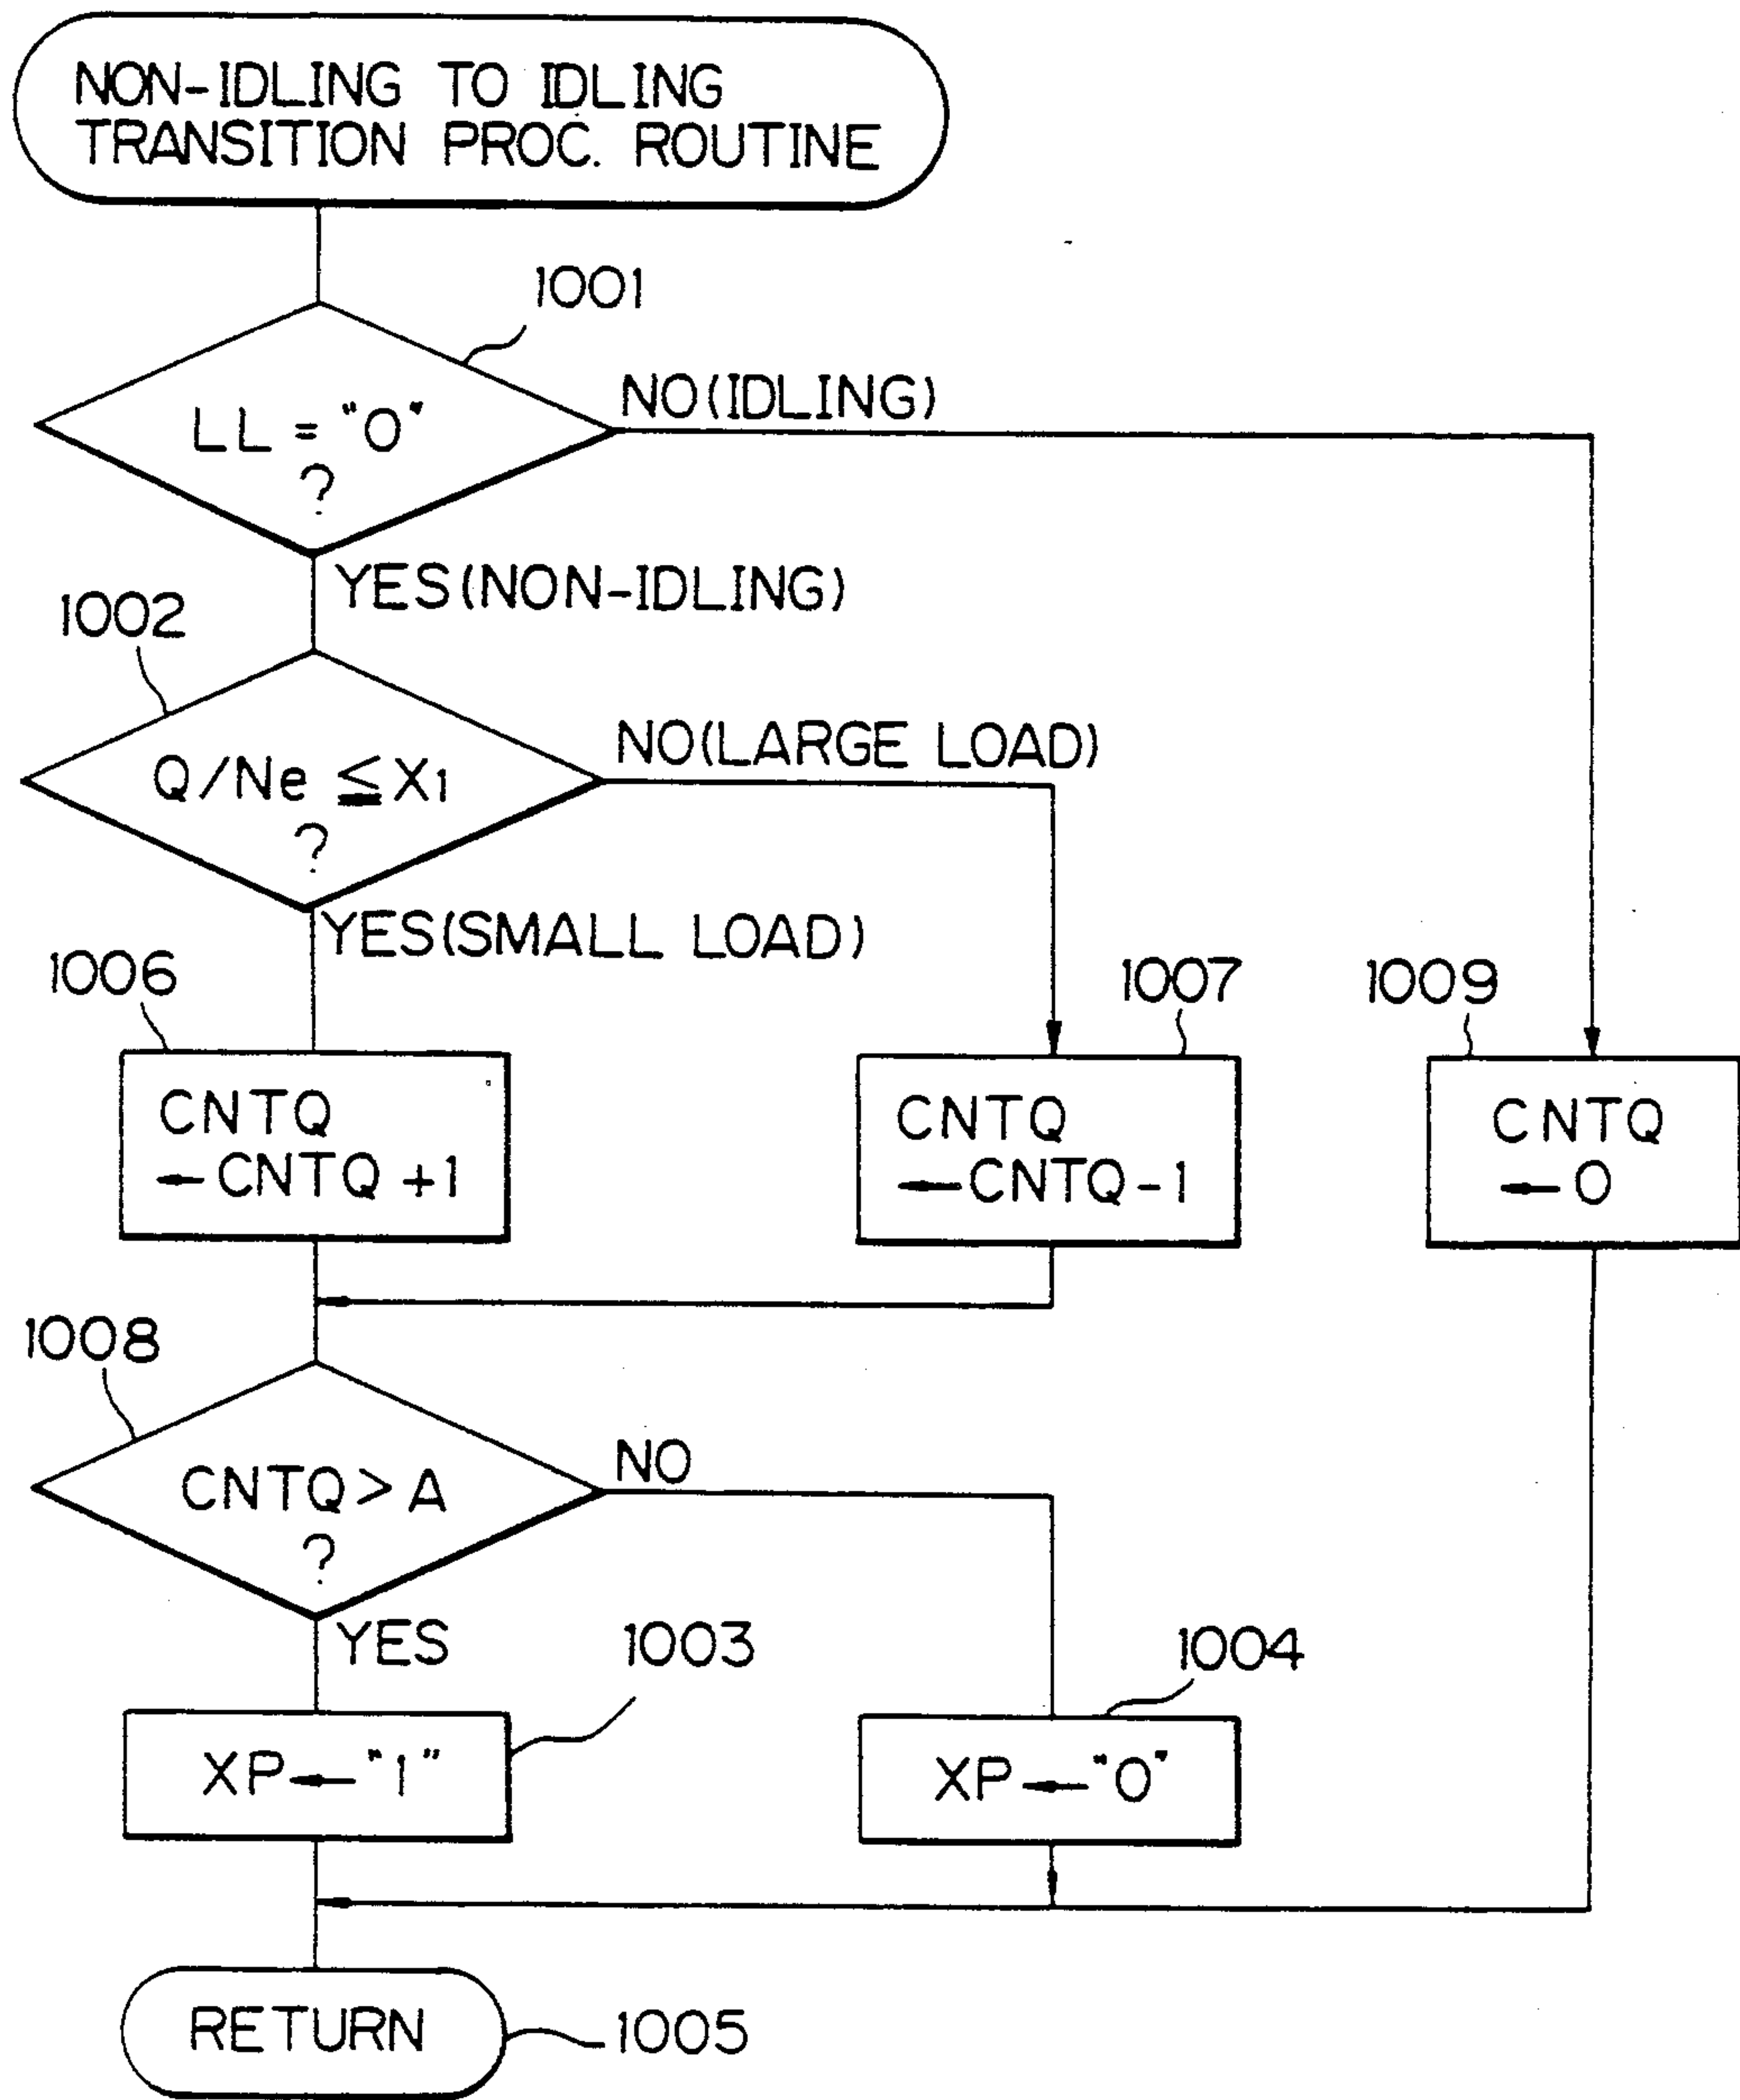 NON-IDLING TO IDLING
TRANSITION PROC. ROUTINE
1001
LL = "0"
?
NO(IDLING)
YES(NON-IDLING)
1002
Q/Ne ≦ X1
?
NO(LARGE LOAD)
YES(SMALL LOAD)
1006
CNTQ
←CNTQ+1
1007
CNTQ
←CNTQ-1
1009
CNTQ
←0
1008
CNTQ > A
?
NO
YES
1003
XP←"1"
1004
XP←"0"
RETURN
1005